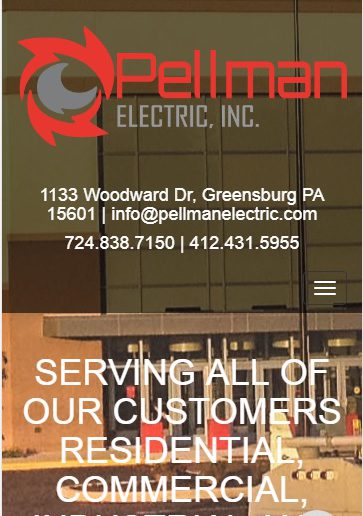 Pellman
ELECTRIC, INC.
1133 Woodward Dr, Greensburg PA
15601 | info@pellmanelectric.com
724.838.7150 | 412.431.5955
SERVING ALL OF
OUR CUSTOMERS
RESIDENTIAL,
COMMERCIAL,